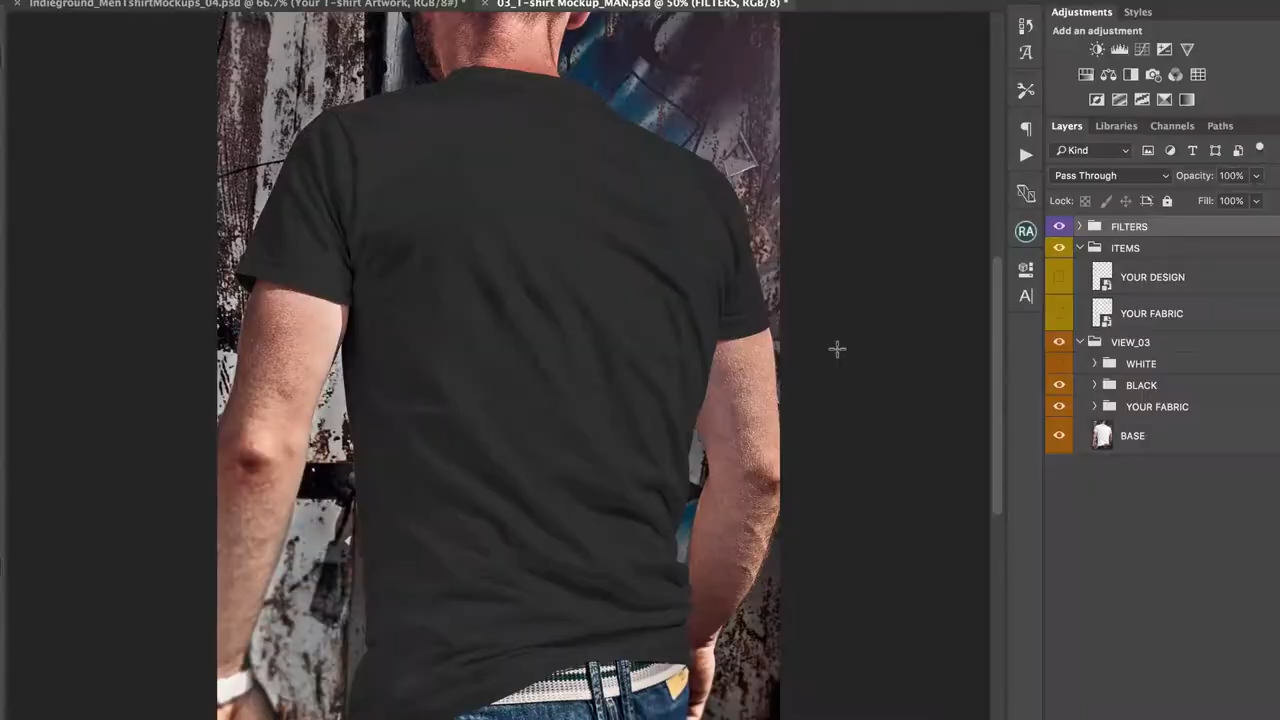 Indieground_MenTshirtMockups_04.psd @ 66.7% (Your T-shirt Artwork, RGB/8#) *
03_T-shirt Mockup_MAN.psd @ 50% (FILTERS, RGB/8) *
Adjustments Styles
Add an adjustment
Layers Libraries Channels Paths
Kind
Pass Through Opacity: 100%
Lock: Fill: 100%
FILTERS
ITEMS
YOUR DESIGN
YOUR FABRIC
VIEW_03
WHITE
BLACK
YOUR FABRIC
BASE
RA